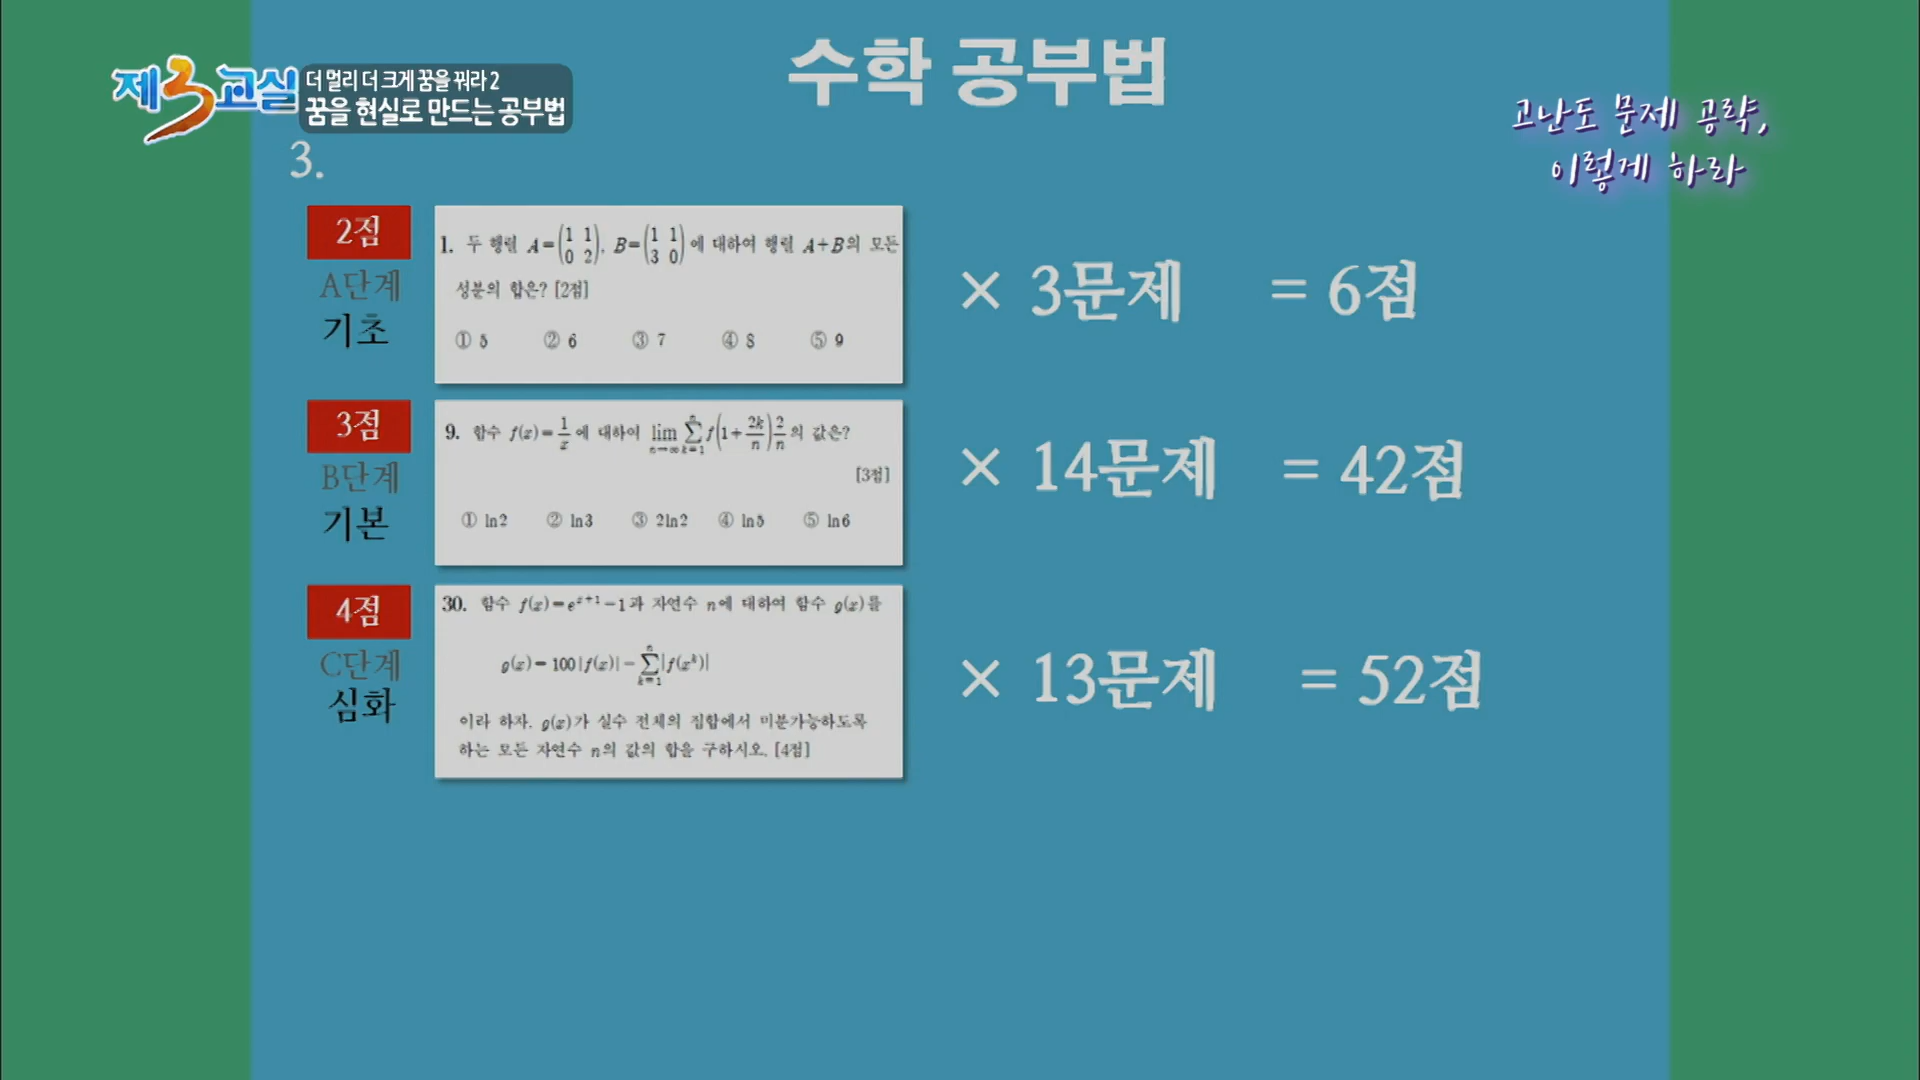 수학 공부법
제3교실
더 멀리 더 크게 꿈을 꿔라 2
꿈을 현실로 만드는 공부법
고난도 문제 공략,
이렇게 하라
3.
2점
A단계
기초
1. 두 행렬 A=(1 1 0 2), B=(1 1 3 0)에 대하여 행렬 A+B의 모든
성분의 합은? [2점]
① 5 ② 6 ③ 7 ④ 8 ⑤ 9
× 3문제 = 6점
3점
B단계
기본
9. 함수 f(x)=1/x에 대하여 lim n→∞ Σ k=1 n f(1+2k/n)2/n의 값은?
[3점]
① ln2 ② ln3 ③ 2ln2 ④ ln5 ⑤ ln6
× 14문제 = 42점
4점
C단계
심화
30. 함수 f(x)=e^{x+1}-1과 자연수 n에 대하여 함수 g(x)를
g(x)=100|f(x)|-Σ k=1 n |f(x^k)|
이라 하자. g(x)가 실수 전체의 집합에서 미분가능하도록
하는 모든 자연수 n의 값의 합을 구하시오. [4점]
× 13문제 = 52점